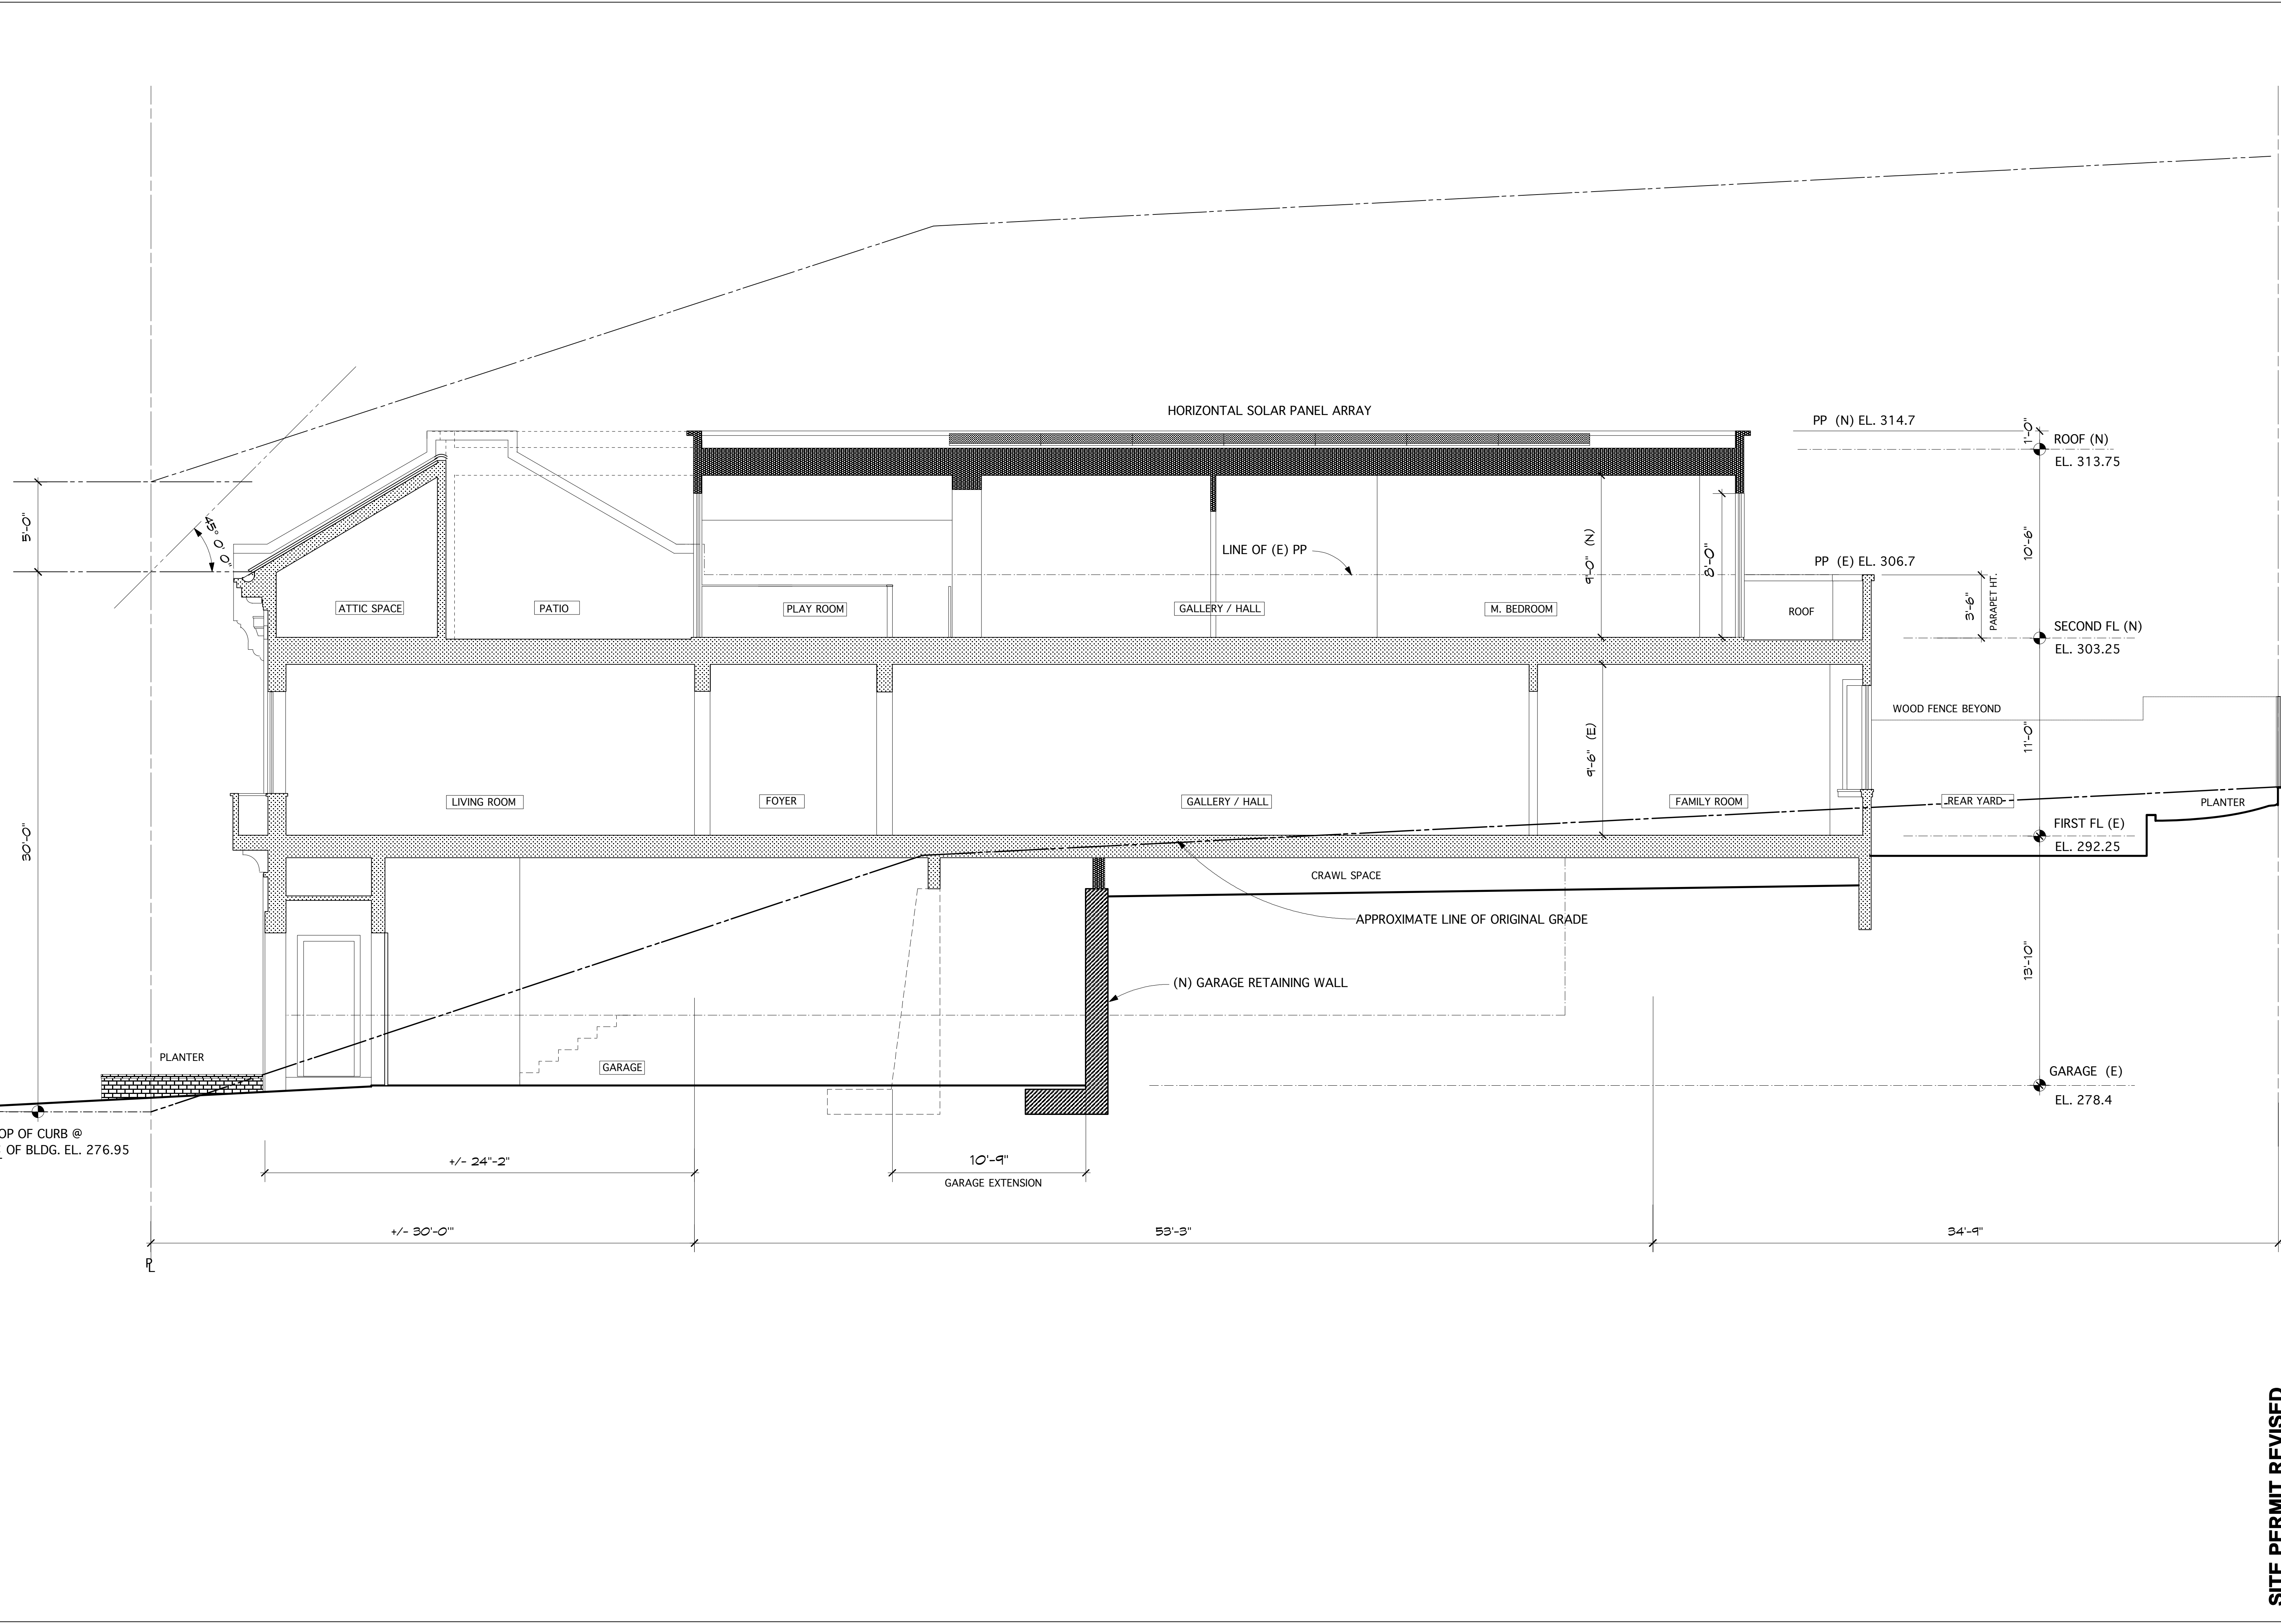 HORIZONTAL SOLAR PANEL ARRAY
PP (N) EL. 314.7
1'-0"
ROOF (N)
EL. 313.75
5'-0"
45° 0' 0"
LINE OF (E) PP
9'-0" (N)
8'-0"
PP (E) EL. 306.7
10'-6"
3'-6"
PARAPET HT.
ATTIC SPACE
PATIO
PLAY ROOM
GALLERY / HALL
M. BEDROOM
ROOF
SECOND FL (N)
EL. 303.25
WOOD FENCE BEYOND
9'-6" (E)
11'-0"
30'-0"
LIVING ROOM
FOYER
GALLERY / HALL
FAMILY ROOM
REAR YARD
PLANTER
FIRST FL (E)
EL. 292.25
CRAWL SPACE
APPROXIMATE LINE OF ORIGINAL GRADE
13'-10"
(N) GARAGE RETAINING WALL
PLANTER
GARAGE
GARAGE (E)
EL. 278.4
OP OF CURB @
OF BLDG. EL. 276.95
+/- 24"-2"
10'-9"
GARAGE EXTENSION
+/- 30'-0'"
53'-3"
34'-9"
PL
SITE PERMIT REVISED